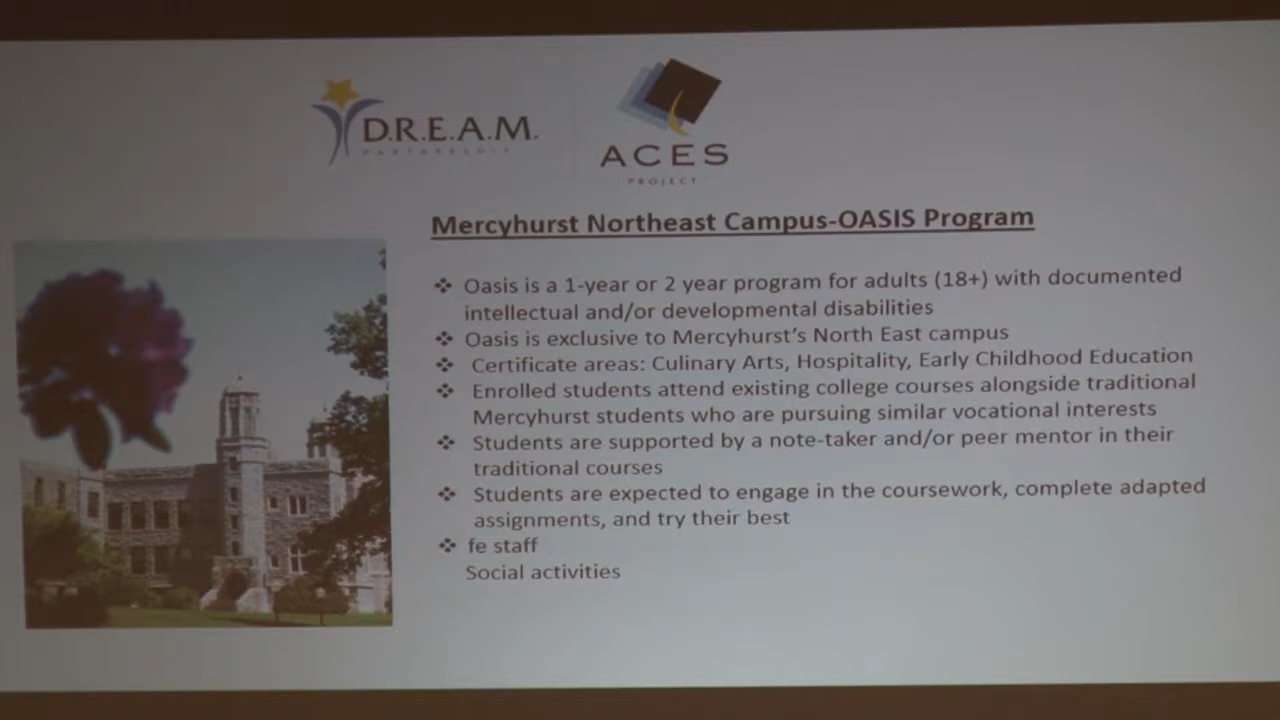 D.R.E.A.M.
PARTNERSHIP
ACES
PROJECT
Mercyhurst Northeast Campus-OASIS Program
❖ Oasis is a 1-year or 2 year program for adults (18+) with documented
intellectual and/or developmental disabilities
❖ Oasis is exclusive to Mercyhurst's North East campus
❖ Certificate areas: Culinary Arts, Hospitality, Early Childhood Education
❖ Enrolled students attend existing college courses alongside traditional
Mercyhurst students who are pursuing similar vocational interests
❖ Students are supported by a note-taker and/or peer mentor in their
traditional courses
❖ Students are expected to engage in the coursework, complete adapted
assignments, and try their best
❖ fe staff
Social activities